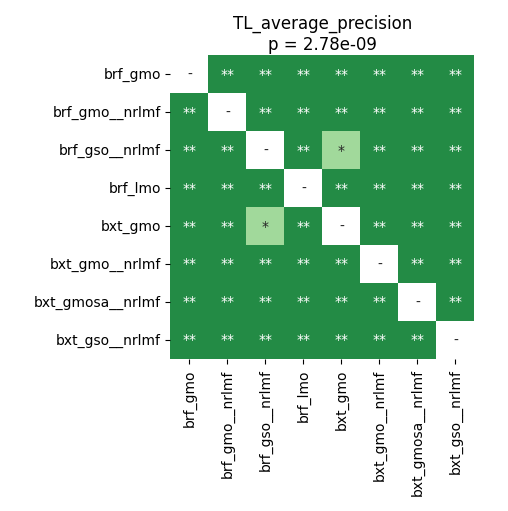 TL_average_precision
p = 2.78e-09
brf_gmo - ** ** ** ** ** ** **
brf_gmo__nrlmf ** - ** ** ** ** ** **
brf_gso__nrlmf ** ** - ** * ** ** **
brf_lmo ** ** ** - ** ** ** **
bxt_gmo ** ** * ** - ** ** **
bxt_gmo__nrlmf ** ** ** ** ** - ** **
bxt_gmosa__nrlmf ** ** ** ** ** ** - **
bxt_gso__nrlmf ** ** ** ** ** ** ** -
brf_gmo
brf_gmo__nrlmf
brf_gso__nrlmf
brf_lmo
bxt_gmo
bxt_gmo__nrlmf
bxt_gmosa__nrlmf
bxt_gso__nrlmf